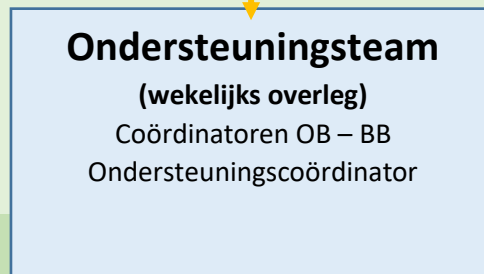 Ondersteuningsteam
(wekelijks overleg)
Coördinatoren OB – BB
Ondersteuningscoördinator